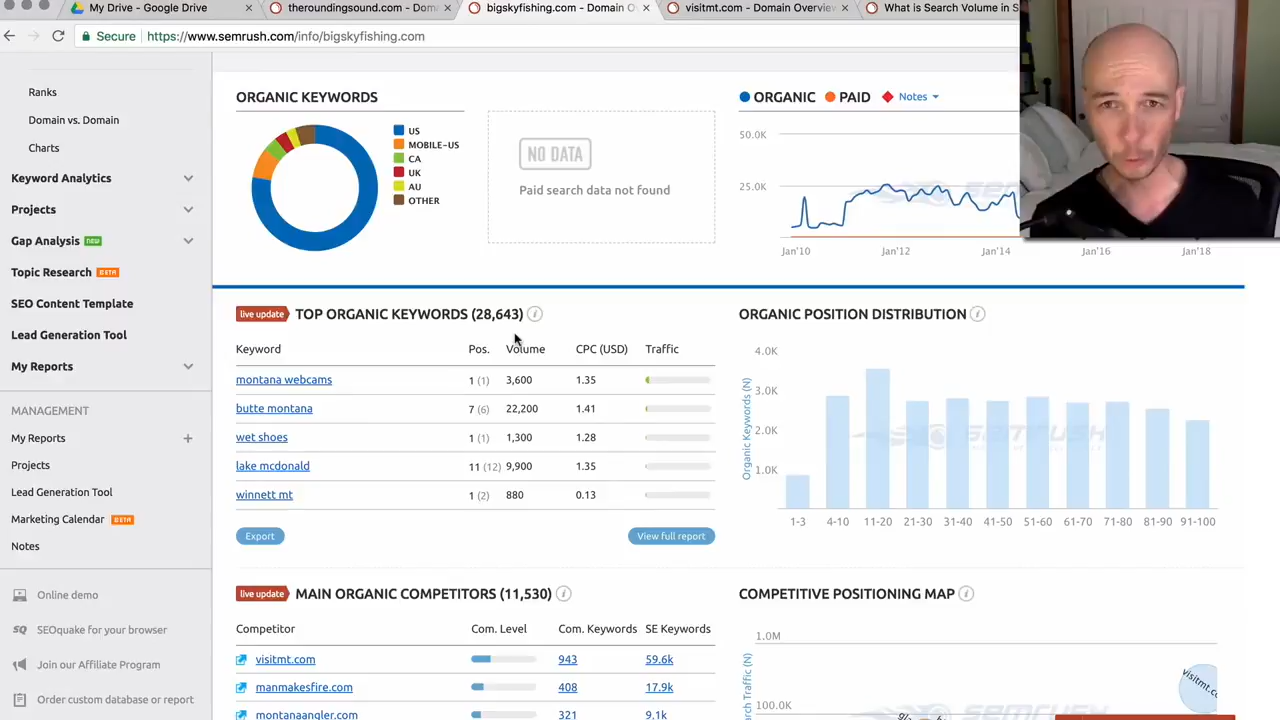 My Drive - Google Drive
theroundingsound.com - Dom
bigskyfishing.com - Domain O
visitmt.com - Domain Overview
What is Search Volume in S
Secure https://www.semrush.com/info/bigskyfishing.com
Ranks
Domain vs. Domain
Charts
Keyword Analytics
Projects
Gap Analysis NEW
Topic Research BETA
SEO Content Template
Lead Generation Tool
My Reports
MANAGEMENT
My Reports +
Projects
Lead Generation Tool
Marketing Calendar BETA
Notes
Online demo
SQ SEOquake for your browser
Join our Affiliate Program
Order custom database or report
ORGANIC KEYWORDS
US
MOBILE-US
CA
UK
AU
OTHER
NO DATA
Paid search data not found
ORGANIC PAID Notes
50.0K
25.0K
Jan'10 Jan'12 Jan'14 Jan'16 Jan'18
live update TOP ORGANIC KEYWORDS (28,643) i
Keyword Pos. Volume CPC (USD) Traffic
montana webcams 1 (1) 3,600 1.35
butte montana 7 (6) 22,200 1.41
wet shoes 1 (1) 1,300 1.28
lake mcdonald 11 (12) 9,900 1.35
winnett mt 1 (2) 880 0.13
Export View full report
ORGANIC POSITION DISTRIBUTION i
Organic Keywords (N)
4.0K
3.0K
2.0K
1.0K
SEMRUSH
1-3 4-10 11-20 21-30 31-40 41-50 51-60 61-70 71-80 81-90 91-100
live update MAIN ORGANIC COMPETITORS (11,530) i
Competitor Com. Level Com. Keywords SE Keywords
visitmt.com 943 59.6k
manmakesfire.com 408 17.9k
montanaangler.com 321 9.1k
COMPETITIVE POSITIONING MAP i
1.0M
100.0K
visitmt.cc
SEMRUSH